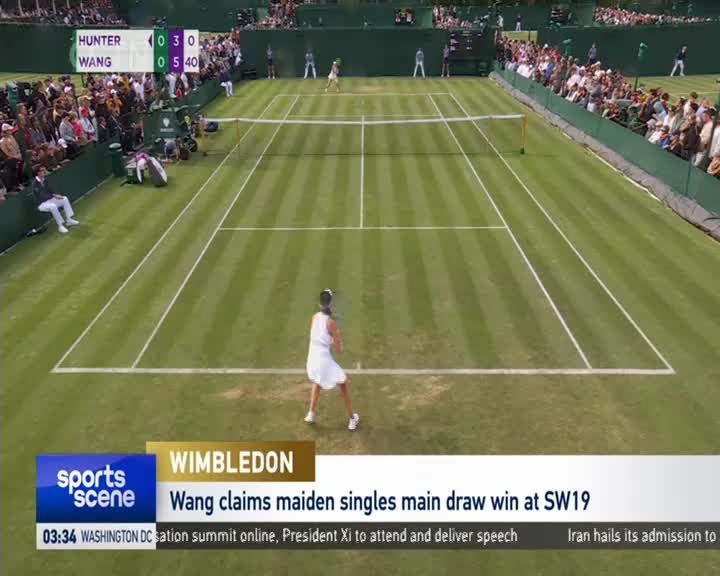 HUNTER 0 3 0
WANG 0 5 40
WIMBLEDON
sports scene
Wang claims maiden singles main draw win at SW19
03:34 WASHINGTON DC sation summit online, President Xi to attend and deliver speech Iran hails its admission to